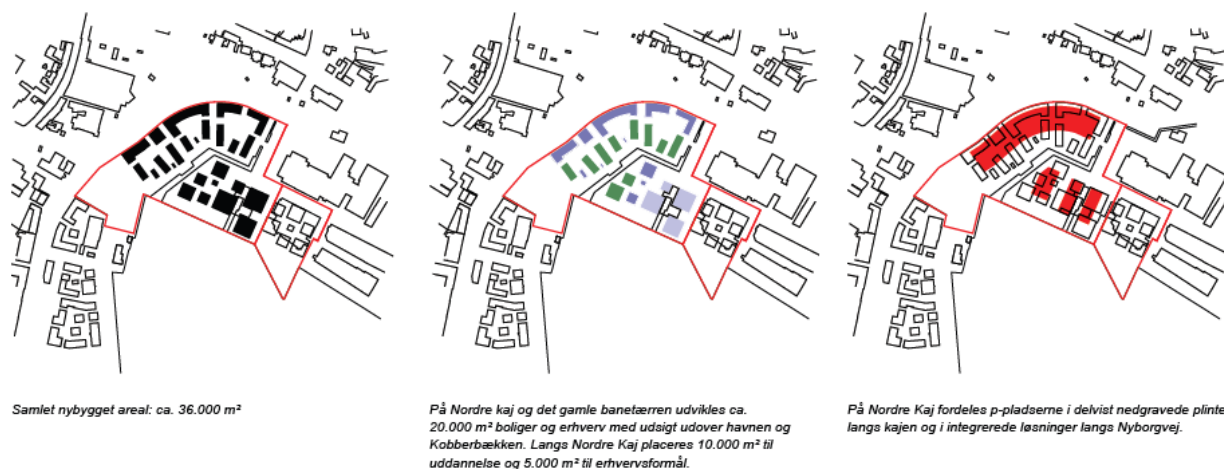 Samlet nybygget areal: ca. 36.000 m²
På Nordre kaj og det gamle banetærren udvikles ca.
20.000 m² boliger og erhverv med udsigt udover havnen og
Kobberbækken. Langs Nordre Kaj placeres 10.000 m² til
uddannelse og 5.000 m² til erhvervsformål.
På Nordre Kaj fordeles p-pladserne i delvist nedgravede plinte
langs kajen og i integrerede løsninger langs Nyborgvej.